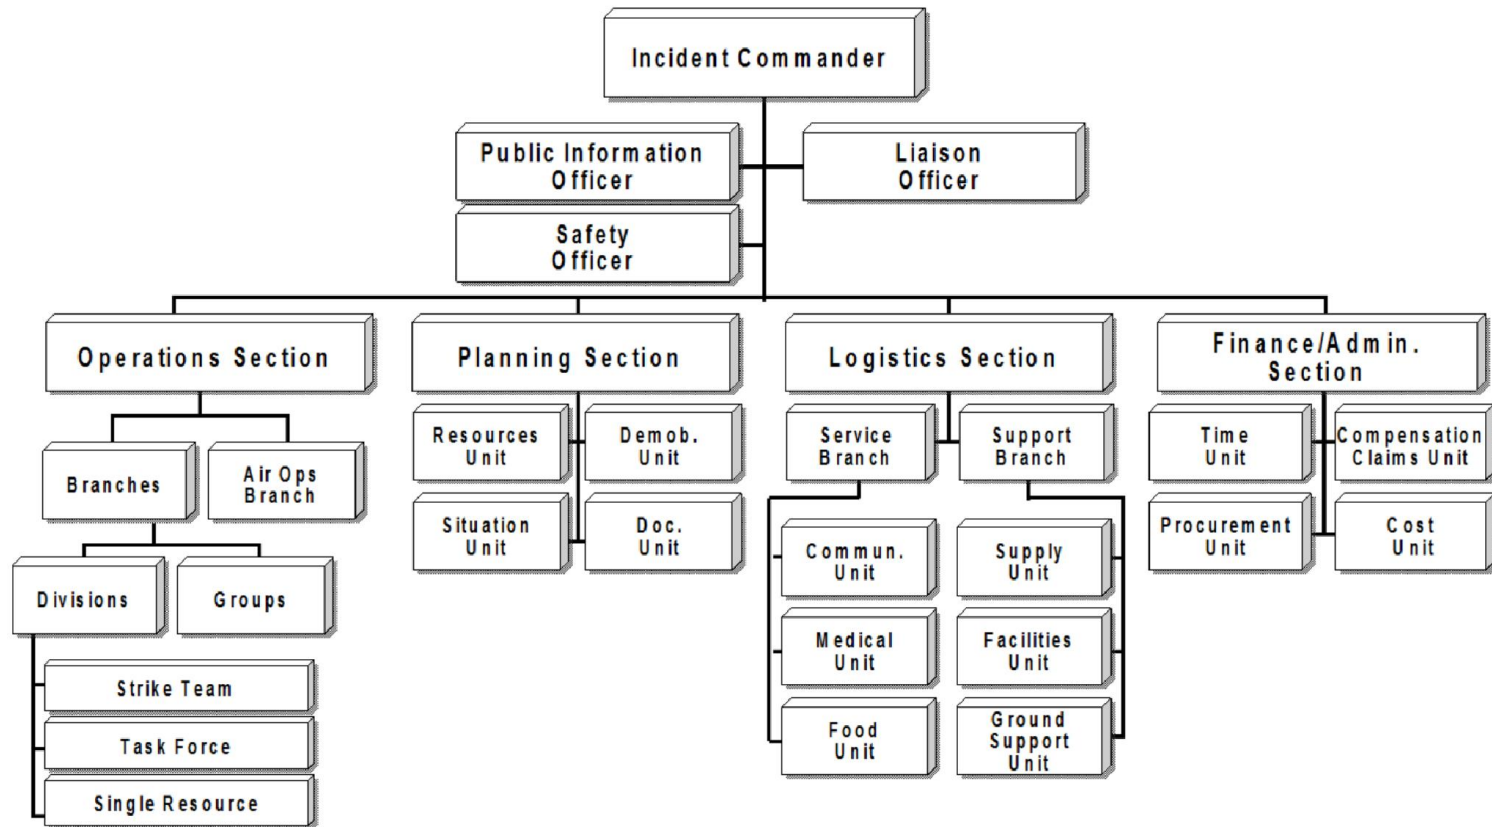 Incident Commander
Public Information
Officer
Liaison
Officer
Safety
Officer
Operations Section
Planning Section
Logistics Section
Finance/Admin.
Section
Branches
Air Ops
Branch
Divisions
Groups
Strike Team
Task Force
Single Resource
Resources
Unit
Demob.
Unit
Situation
Unit
Doc.
Unit
Service
Branch
Support
Branch
Commun.
Unit
Supply
Unit
Medical
Unit
Facilities
Unit
Food
Unit
Ground
Support
Unit
Time
Unit
Compensation
Claims Unit
Procurement
Unit
Cost
Unit